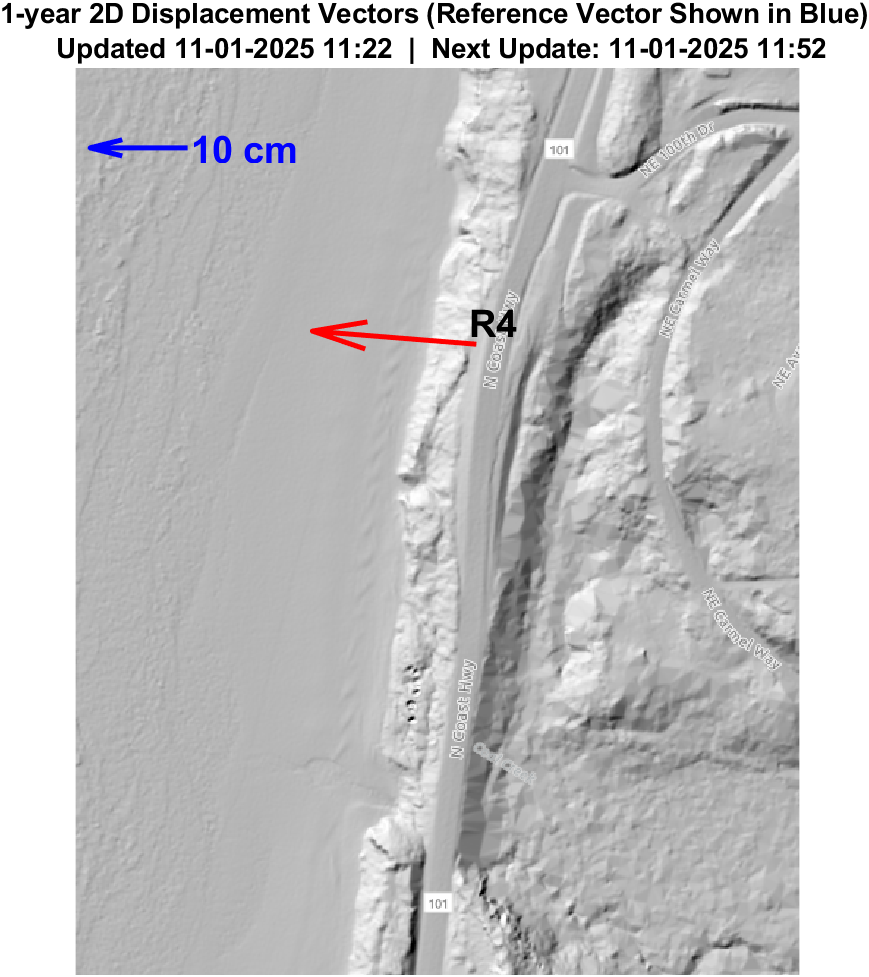 1-year 2D Displacement Vectors (Reference Vector Shown in Blue)
Updated 11-01-2025 11:22 | Next Update: 11-01-2025 11:52
10 cm
101
NE 100th Dr
NE Carmel Way
R4
N Coast Hwy
NE
NE Carmel Way
N Coast Hwy
101